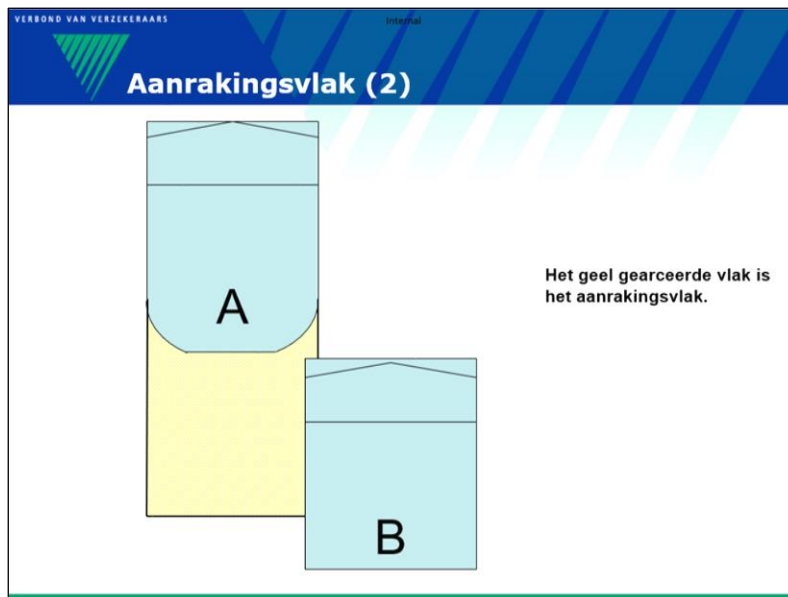 VERBOND VAN VERZEKERAARS
Internal
Aanrakingsvlak (2)
A
Het geel gearceerde vlak is
het aanrakingsvlak.
B